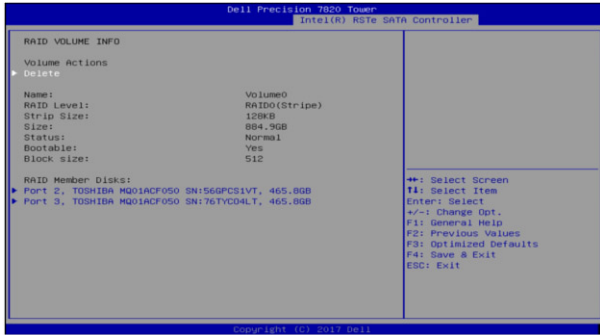 Dell Precision 7820 Tower
Intel(R) RSTe SATA Controller
RAID VOLUME INFO
Volume Actions
Delete
Name: Volume0
RAID Level: RAID0(Stripe)
Strip Size: 128KB
Size: 884.9GB
Status: Normal
Bootable: Yes
Block size: 512
RAID Member Disks:
Port 2, TOSHIBA MQ01ACF050 SN:56GPCS1VT, 465.8GB
Port 3, TOSHIBA MQ01ACF050 SN:76TYC04LT, 465.8GB
→←: Select Screen
↑↓: Select Item
Enter: Select
+/-: Change Opt.
F1: General Help
F2: Previous Values
F3: Optimized Defaults
F4: Save & Exit
ESC: Exit
Copyright (C) 2017 Dell